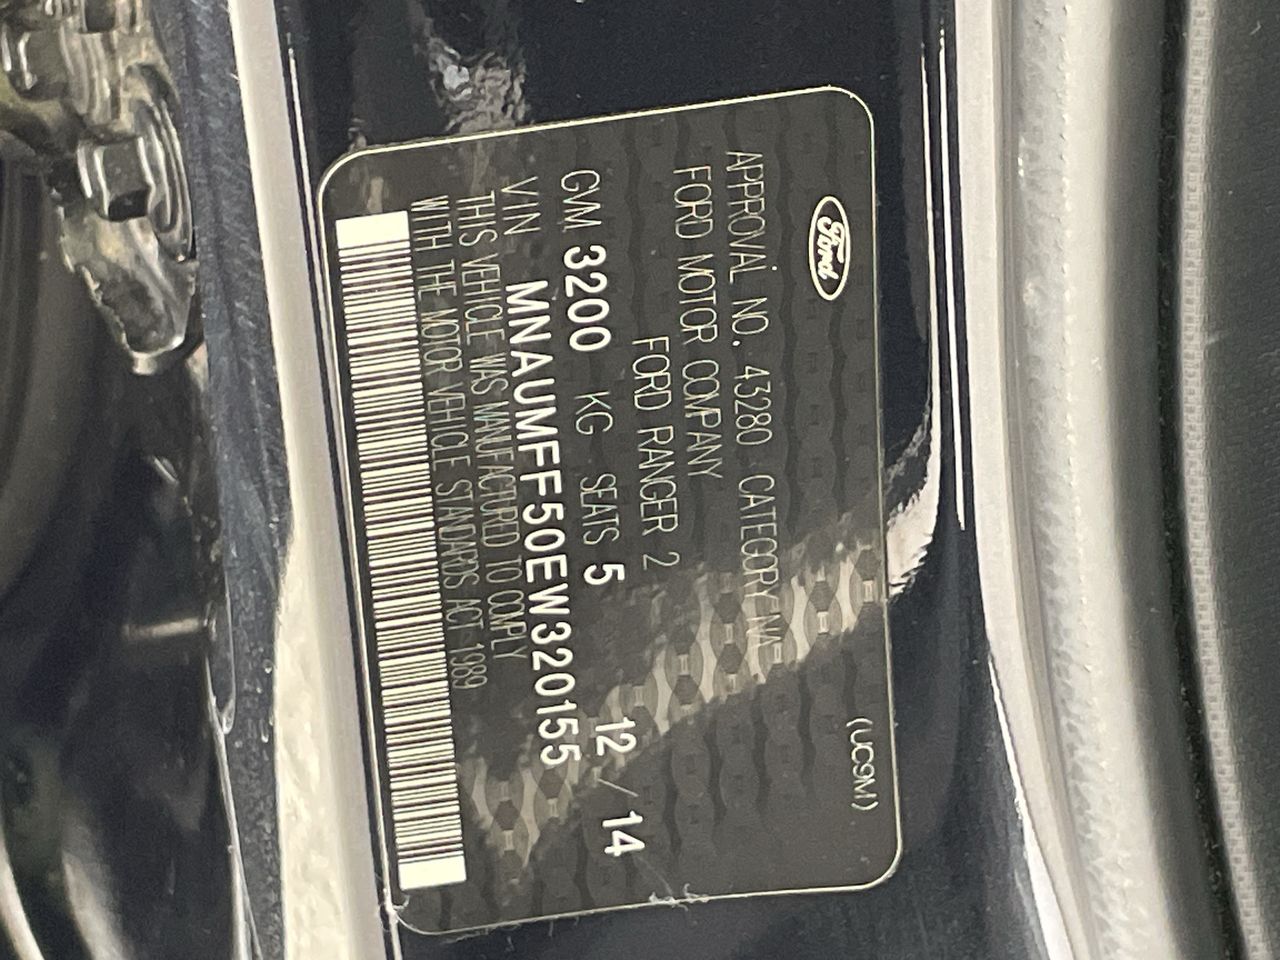 Ford
(UC9M)
APPROVAL NO. 43280 CATEGORY NA
FORD MOTOR COMPANY
FORD RANGER 2
GVM 3200 KG SEATS 5 12 / 14
VIN MNAUMFF50EW320155
THIS VEHICLE WAS MANUFACTURED TO COMPLY
WITH THE MOTOR VEHICLE STANDARDS ACT 1989